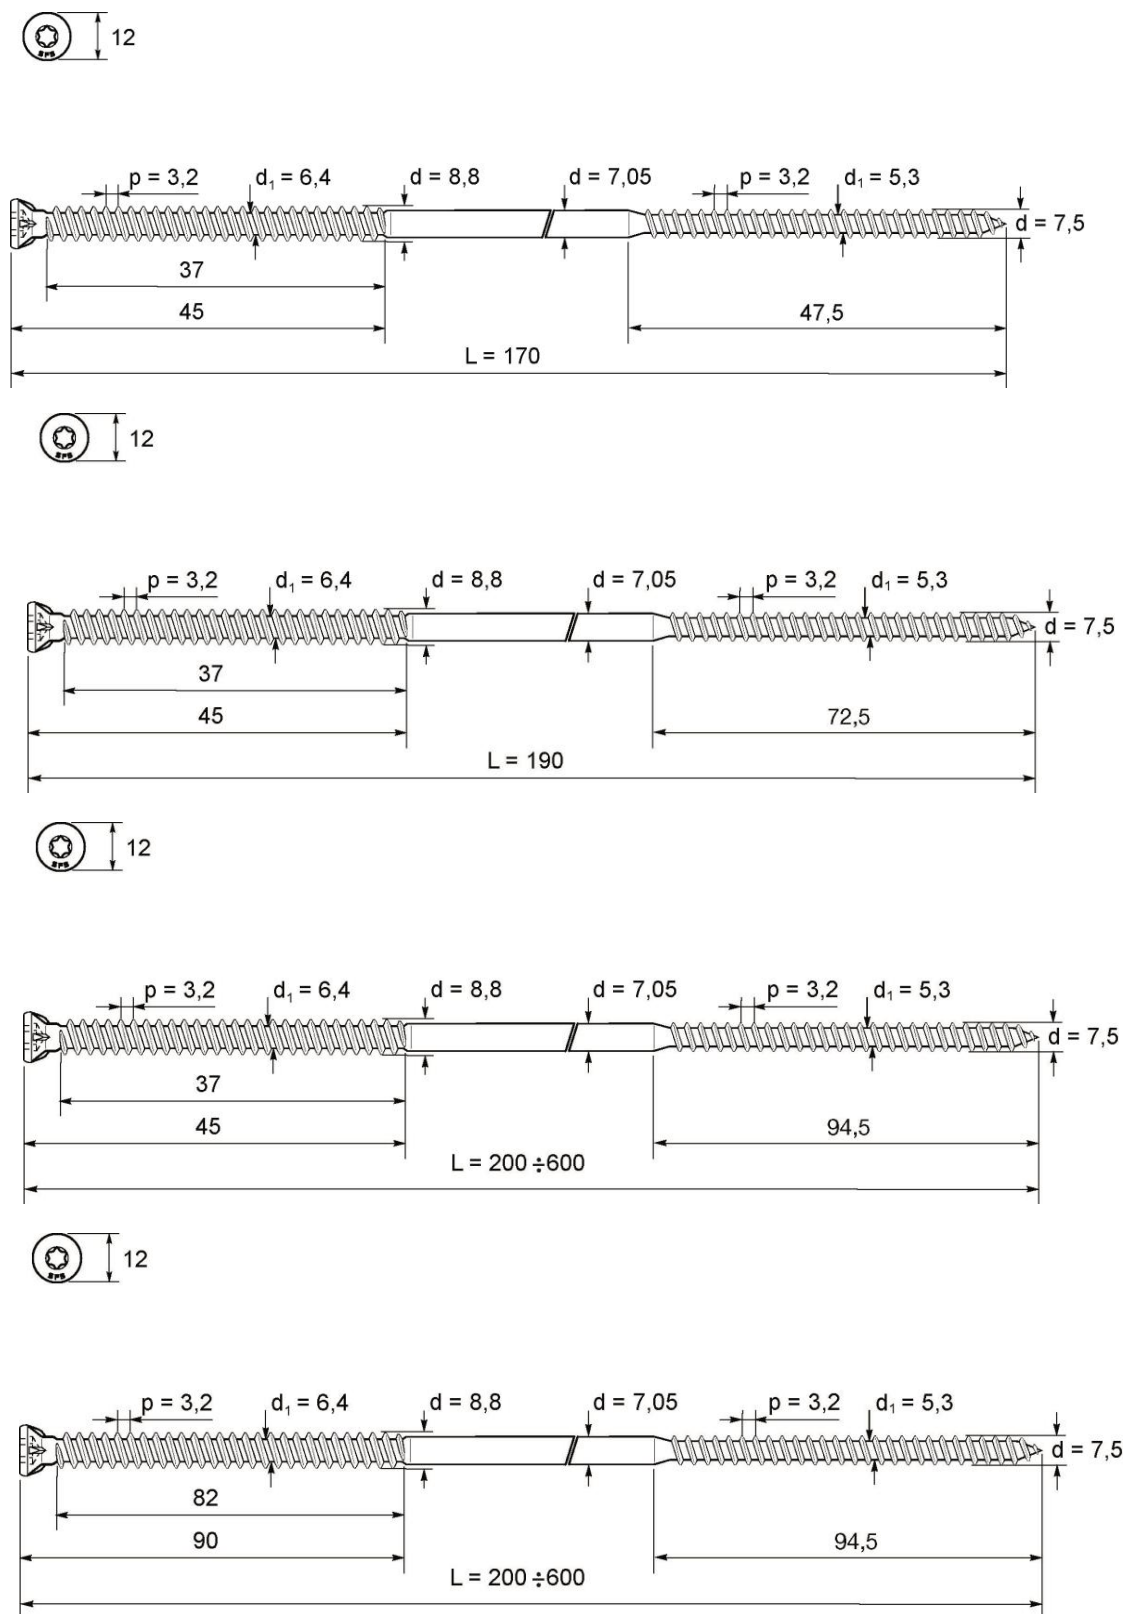 12
p = 3,2 d₁ = 6,4 d = 8,8 d = 7,05 p = 3,2 d₁ = 5,3
d = 7,5
37
45 47,5
L = 170
12
p = 3,2 d₁ = 6,4 d = 8,8 d = 7,05 p = 3,2 d₁ = 5,3
d = 7,5
37
45 72,5
L = 190
12
p = 3,2 d₁ = 6,4 d = 8,8 d = 7,05 p = 3,2 d₁ = 5,3
d = 7,5
37
45 94,5
L = 200 ÷600
12
p = 3,2 d₁ = 6,4 d = 8,8 d = 7,05 p = 3,2 d₁ = 5,3
d = 7,5
82
90 94,5
L = 200 ÷600